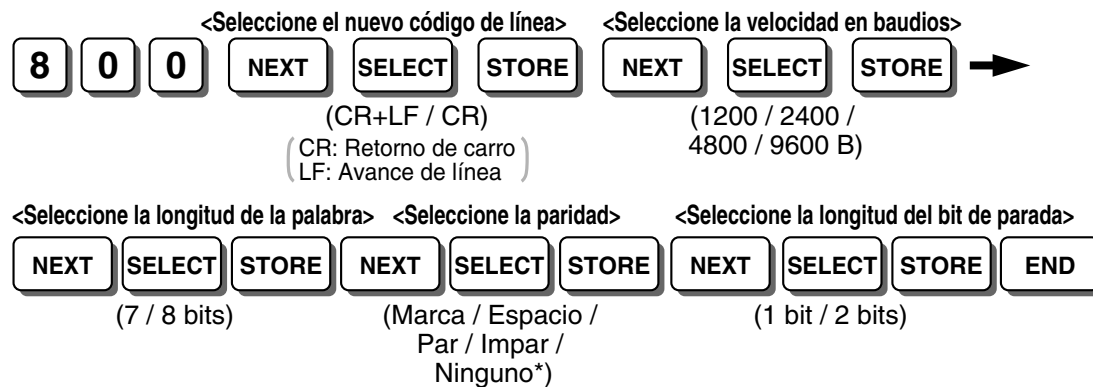 <Seleccione el nuevo código de línea> <Seleccione la velocidad en baudios>
8 0 0 NEXT SELECT STORE NEXT SELECT STORE
(CR+LF / CR) (1200 / 2400 /
CR: Retorno de carro 4800 / 9600 B)
LF: Avance de línea
<Seleccione la longitud de la palabra> <Seleccione la paridad> <Seleccione la longitud del bit de parada>
NEXT SELECT STORE NEXT SELECT STORE NEXT SELECT STORE END
(7 / 8 bits) (Marca / Espacio / (1 bit / 2 bits)
Par / Impar /
Ninguno*)